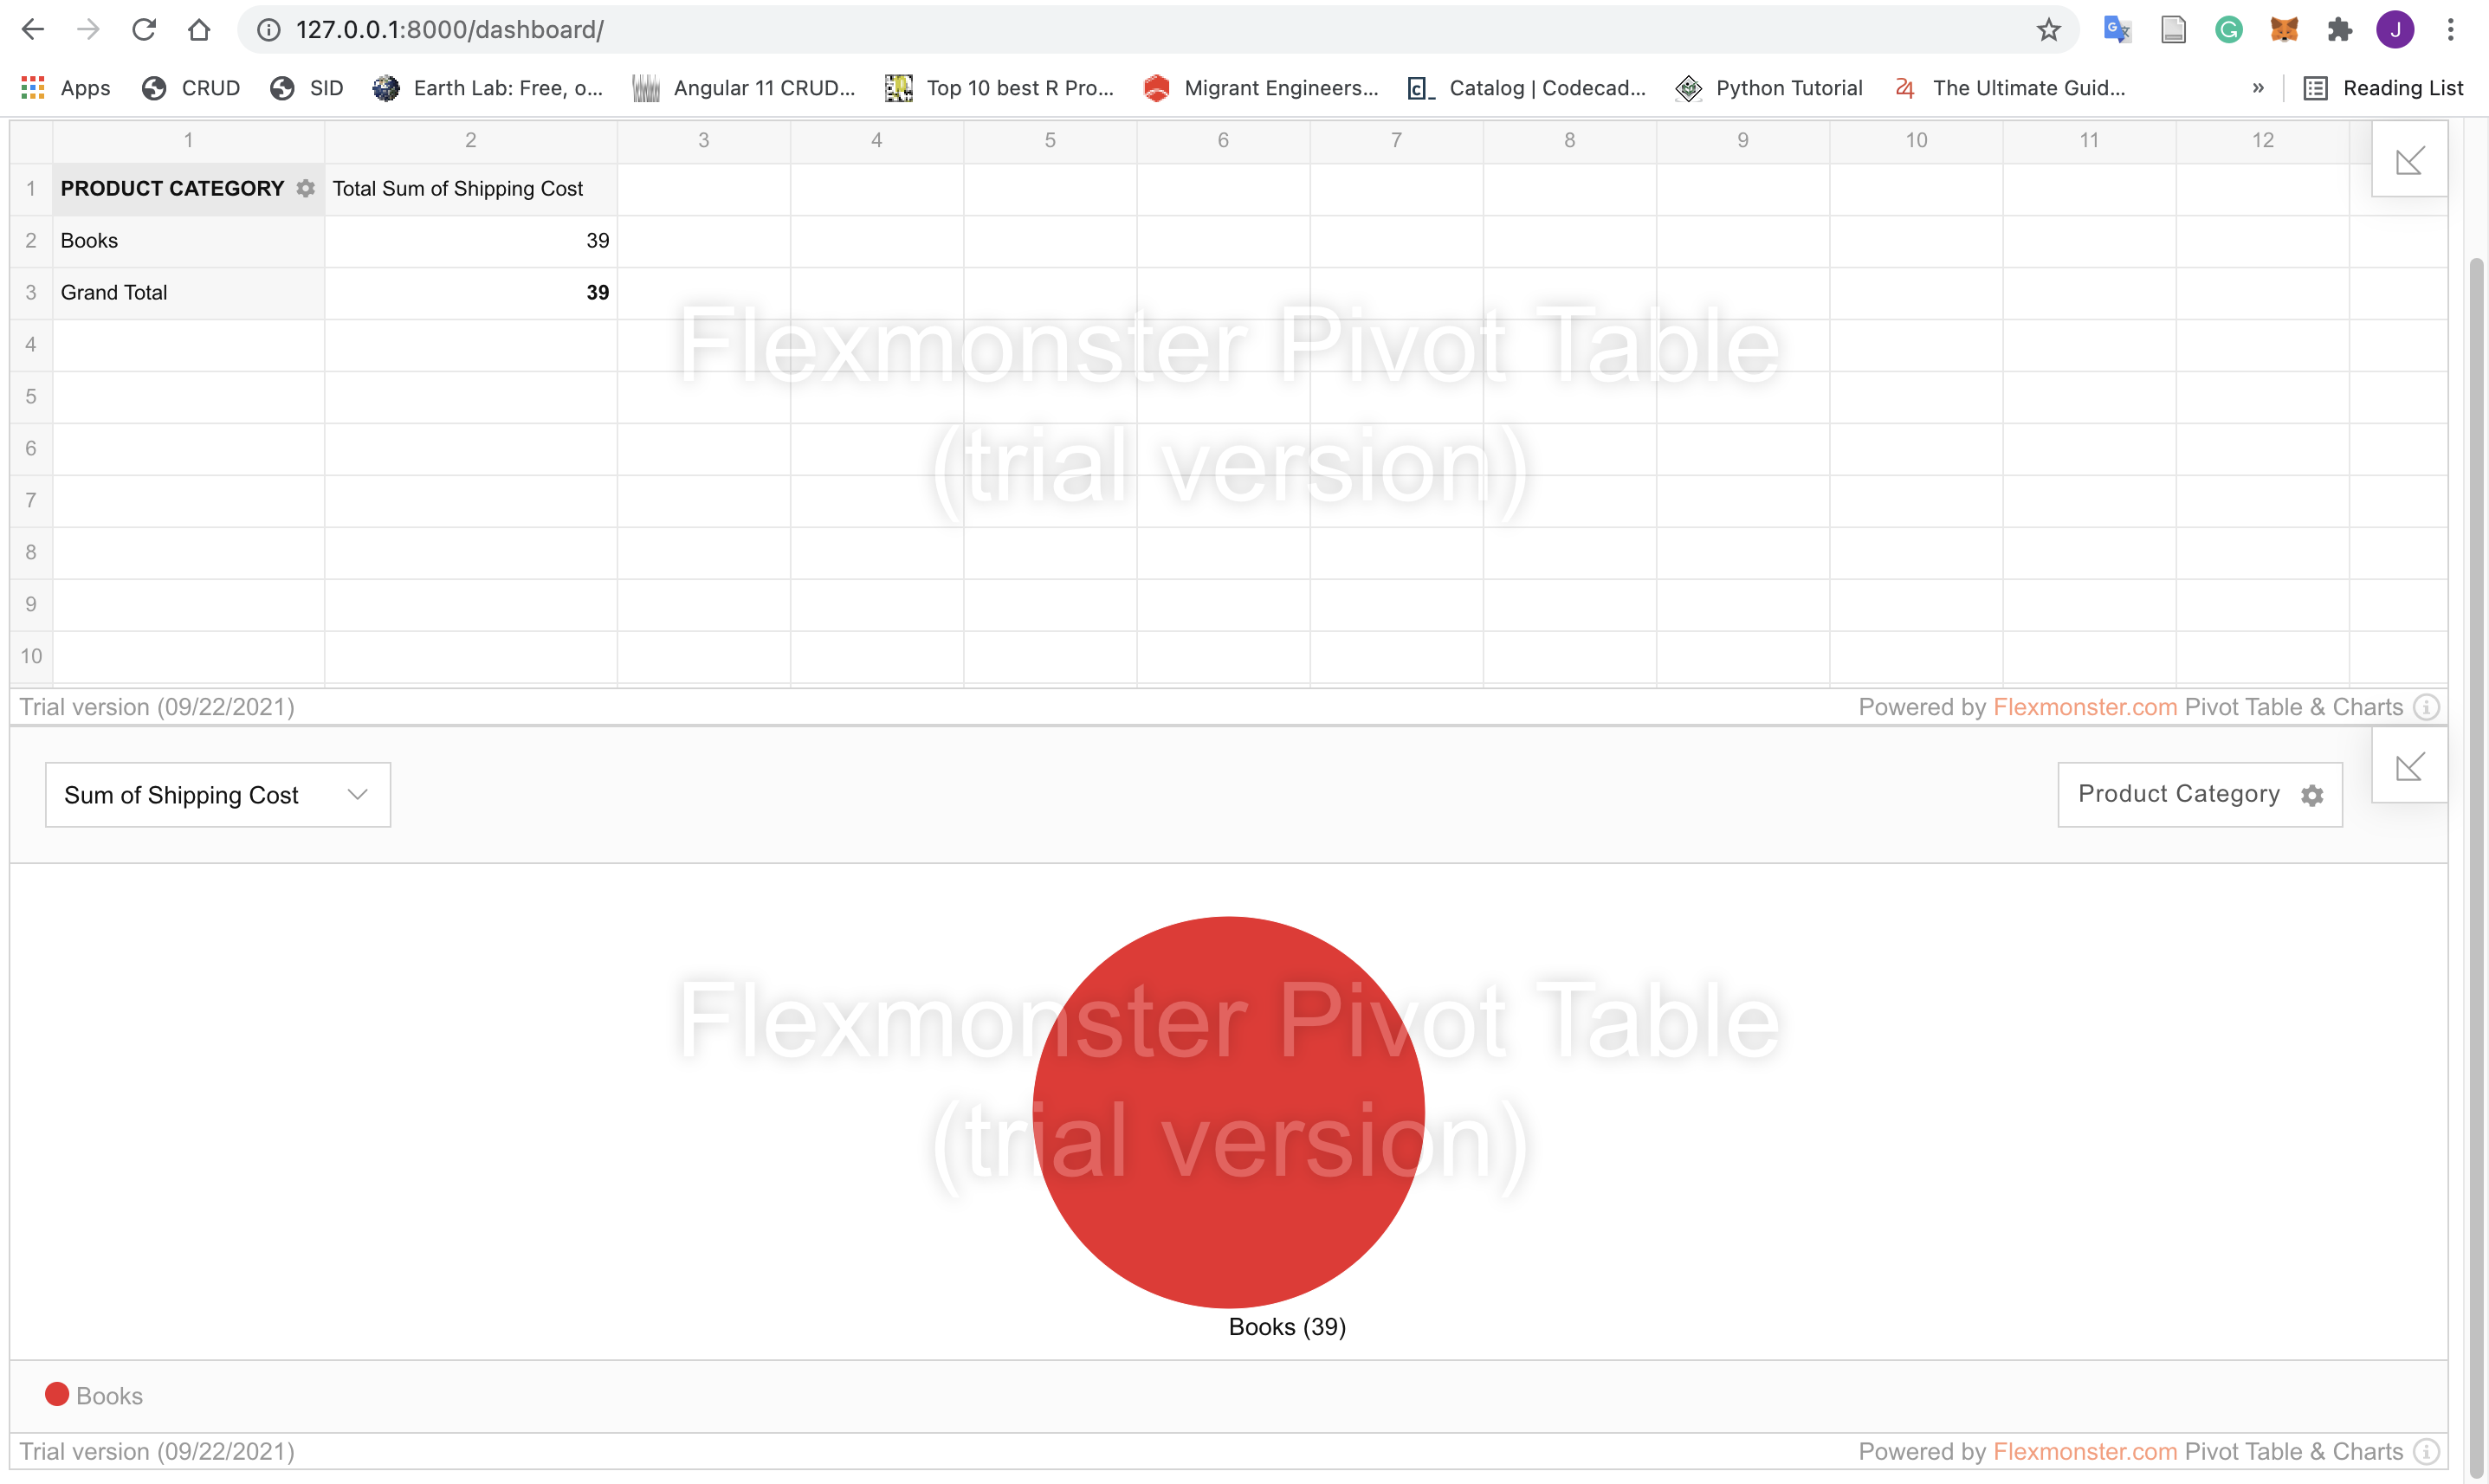 127.0.0.1:8000/dashboard/
J
Apps CRUD SID Earth Lab: Free, o... Angular 11 CRUD... Top 10 best R Pro... Migrant Engineers... Catalog | Codecad... Python Tutorial The Ultimate Guid... » Reading List
1 2 3 4 5 6 7 8 9 10 11 12
1 PRODUCT CATEGORY Total Sum of Shipping Cost
2 Books 39
3 Grand Total 39
Flexmonster Pivot Table
4
5
6
(trial version)
7
8
9
10
Trial version (09/22/2021) Powered by Flexmonster.com Pivot Table & Charts
Sum of Shipping Cost Product Category
Flexmonster Pivot Table
(trial version)
Books (39)
Books
Trial version (09/22/2021) Powered by Flexmonster.com Pivot Table & Charts